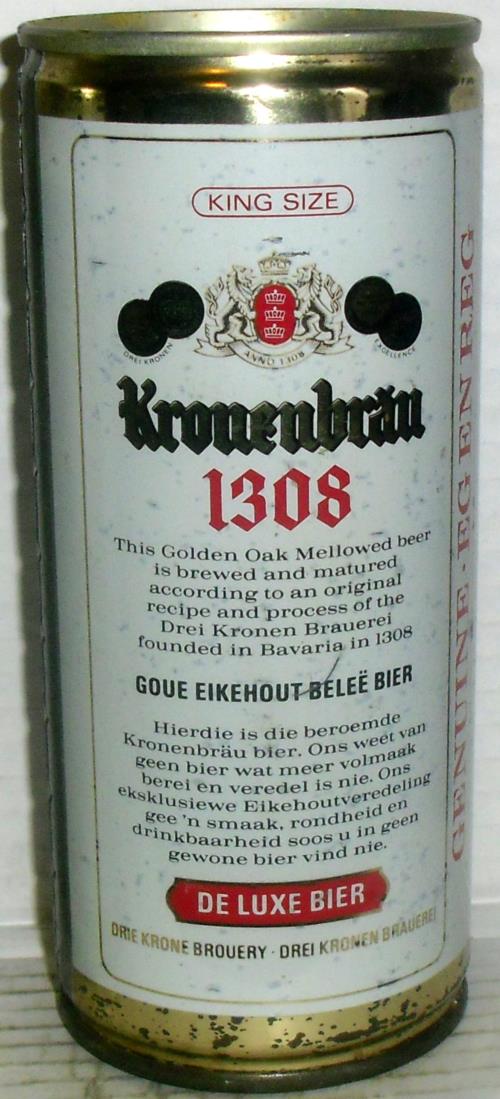 KING SIZE
DREI KRONEN
EXCELLENCE
ANNO 1308
Kronenbräu
1308
This Golden Oak Mellowed beer
is brewed and matured
according to an original
recipe and process of the
Drei Kronen Brauerei
founded in Bavaria in 1308
GOUE EIKEHOUT BELEË BIER
Hierdie is die beroemde
Kronenbräu bier. Ons weet van
geen bier wat meer volmaak
berei en veredel is nie. Ons
eksklusiewe Eikehoutveredeling
gee 'n smaak, rondheid en
drinkbaarheid soos u in geen
gewone bier vind nie.
DE LUXE BIER
DRIE KRONE BROUERY · DREI KRONEN BRAUEREI
GENUINE · EG EN REG